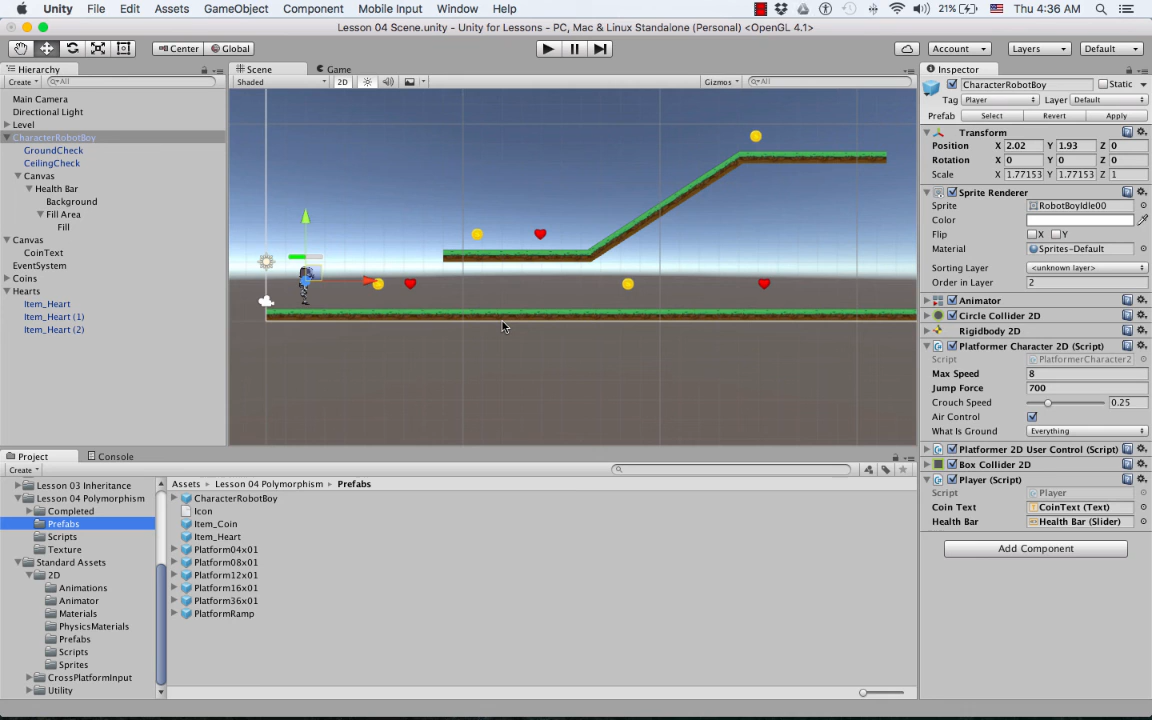 Unity File Edit Assets GameObject Component Mobile Input Window Help 21% Thu 4:36 AM
Lesson 04 Scene.unity - Unity for Lessons - PC, Mac & Linux Standalone (Personal) <OpenGL 4.1>
Center Global Account Layers Default
Hierarchy
Create All
Main Camera
Directional Light
Level
CharacterRobotBoy
GroundCheck
CeilingCheck
Canvas
Health Bar
Background
Fill Area
Fill
Canvas
CoinText
EventSystem
Coins
Hearts
Item_Heart
Item_Heart (1)
Item_Heart (2)
Scene Game
Shaded 2D Gizmos All
Inspector
CharacterRobotBoy Static
Tag Player Layer Default
Prefab Select Revert Apply
Transform
Position X 2.02 Y 1.93 Z 0
Rotation X 0 Y 0 Z 0
Scale X 1.77153 Y 1.77153 Z 1
Sprite Renderer
Sprite RobotBoyIdle00
Color
Flip X Y
Material Sprites-Default
Sorting Layer <unknown layer>
Order in Layer 2
Animator
Circle Collider 2D
Rigidbody 2D
Platformer Character 2D (Script)
Script PlatformerCharacter2
Max Speed 8
Jump Force 700
Crouch Speed 0.25
Air Control
What Is Ground Everything
Platformer 2D User Control (Script)
Box Collider 2D
Player (Script)
Script Player
Coin Text CoinText (Text)
Health Bar Health Bar (Slider)
Add Component
Project Console
Create
Lesson 03 Inheritance
Lesson 04 Polymorphism
Completed
Prefabs
Scripts
Texture
Standard Assets
2D
Animations
Animator
Materials
PhysicsMaterials
Prefabs
Scripts
Sprites
CrossPlatformInput
Utility
Assets Lesson 04 Polymorphism Prefabs
CharacterRobotBoy
Icon
Item_Coin
Item_Heart
Platform04x01
Platform08x01
Platform12x01
Platform16x01
Platform36x01
PlatformRamp